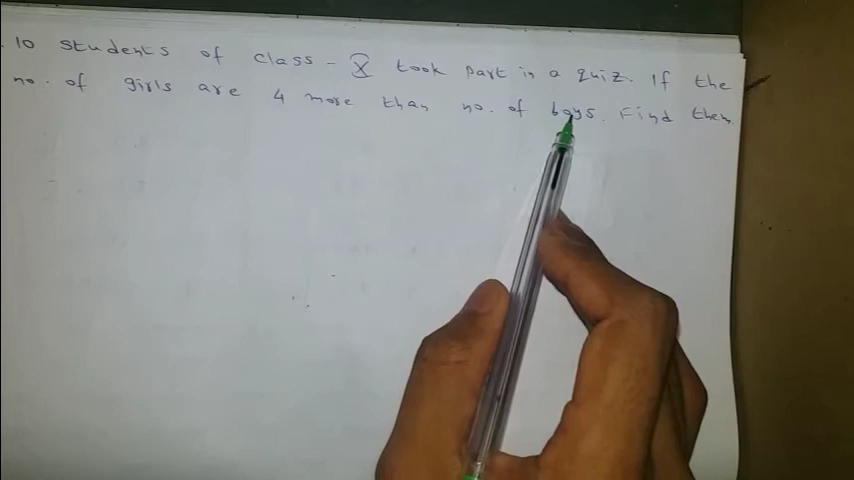 . 10 students of class - X took part in a quiz. If the
no. of girls are 4 more than no. of boys. Find them